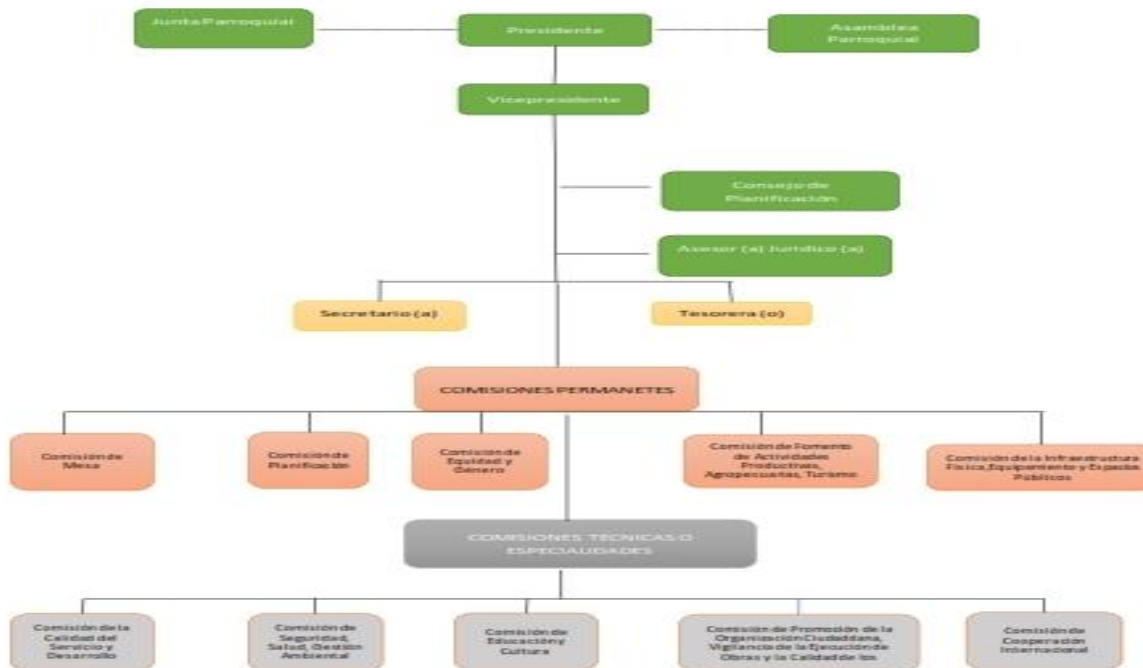 Junta Parroquial
Presidente
Asamblea
Parroquial
Vicepresidente
Consejo de
Planificación
Asesor (a) Jurídico (a)
Secretario (a)
Tesorera (o)
COMISIONES PERMANETES
Comisión de
Mesa
Comisión de
Planificación
Comisión de
Equidad y
Género
Comisión de Fomento
de Actividades
Productivas,
Agropecuarias, Turismo
Comisión de la Infraestructura
Física, Equipamiento y Espacios
Públicos
COMISIONES TÉCNICAS O
ESPECIALIDADES
Comisión de la
Calidad del
Servicio y
Desarrollo
Comisión de
Seguridad,
Salud, Gestión
Ambiental
Comisión de
Educación y
Cultura
Comisión de Promoción de la
Organización Ciudaddana,
Vigilancia de la Ejecución de
Obras y la Calidad de los
Comisión de
Cooperación
Internacional